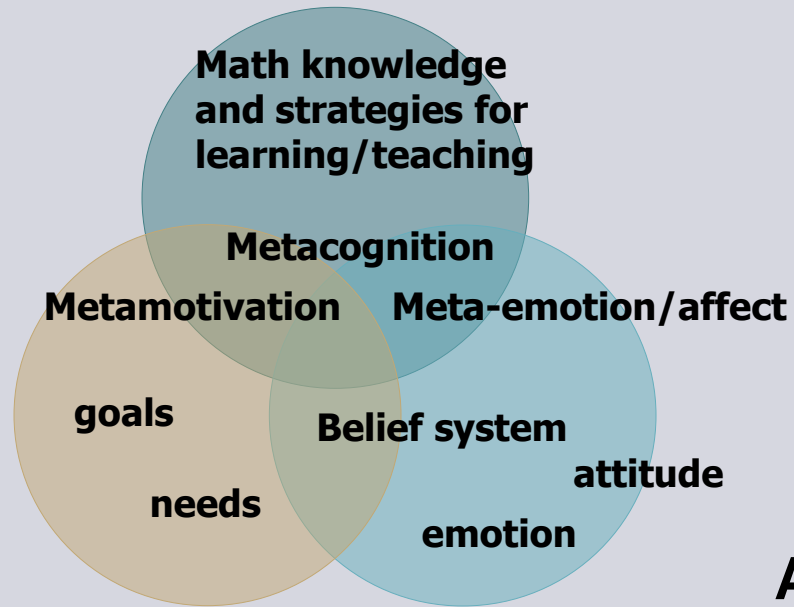 Math knowledge
and strategies for
learning/teaching
Metacognition
Metamotivation
Meta-emotion/affect
goals
Belief system
attitude
needs
emotion
A